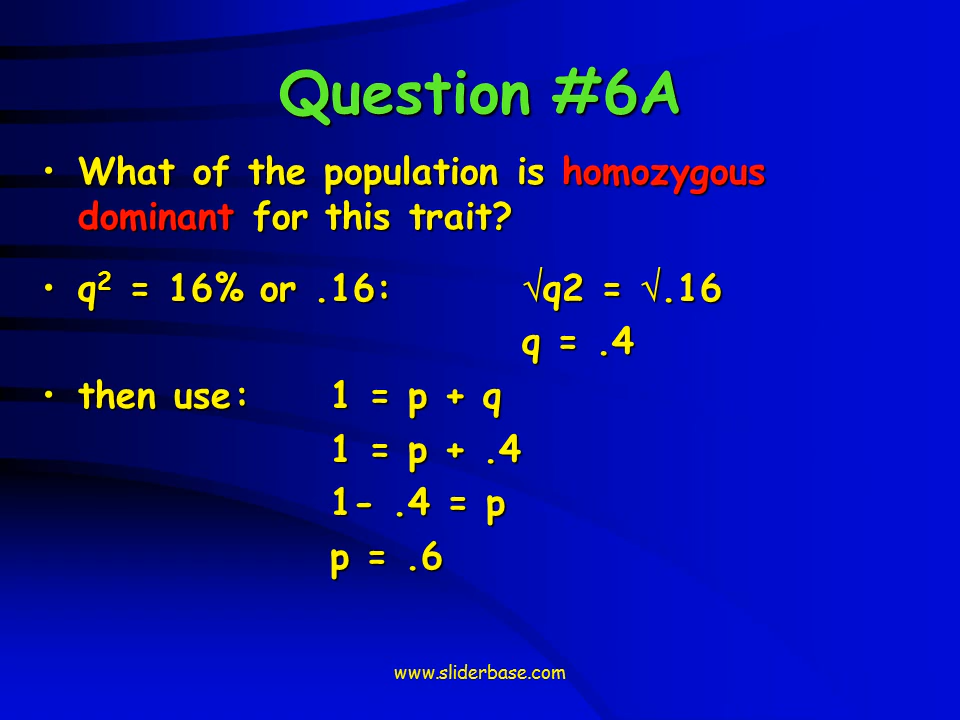 Question #6A
• What of the population is homozygous
dominant for this trait?
• q² = 16% or .16: √q2 = √.16
q = .4
• then use: 1 = p + q
1 = p + .4
1- .4 = p
p = .6
www.sliderbase.com